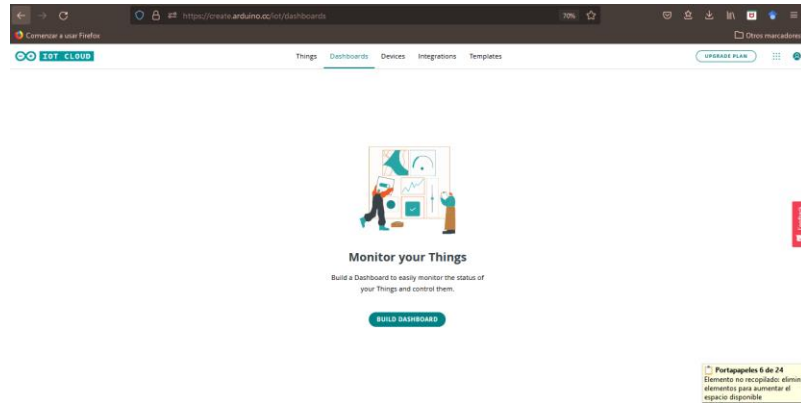 https://create.arduino.cc/iot/dashboards
70%
Comenzar a usar Firefox
Otros marcadores
IOT CLOUD
Things Dashboards Devices Integrations Templates
UPGRADE PLAN
Monitor your Things
Build a Dashboard to easily monitor the status of
your Things and control them.
BUILD DASHBOARD
Portapapeles 6 de 24
Elemento no recopilado: elimin
elementos para aumentar el
espacio disponible